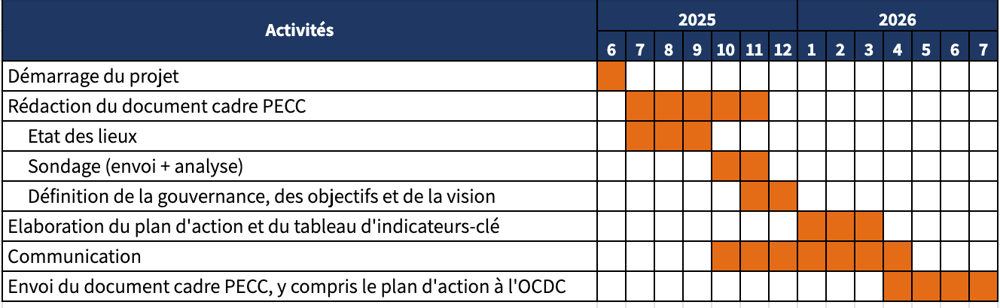 Activités
2025 2026
6 7 8 9 10 11 12 1 2 3 4 5 6 7
Démarrage du projet
Rédaction du document cadre PECC
Etat des lieux
Sondage (envoi + analyse)
Définition de la gouvernance, des objectifs et de la vision
Elaboration du plan d'action et du tableau d'indicateurs-clé
Communication
Envoi du document cadre PECC, y compris le plan d'action à l'OCDC